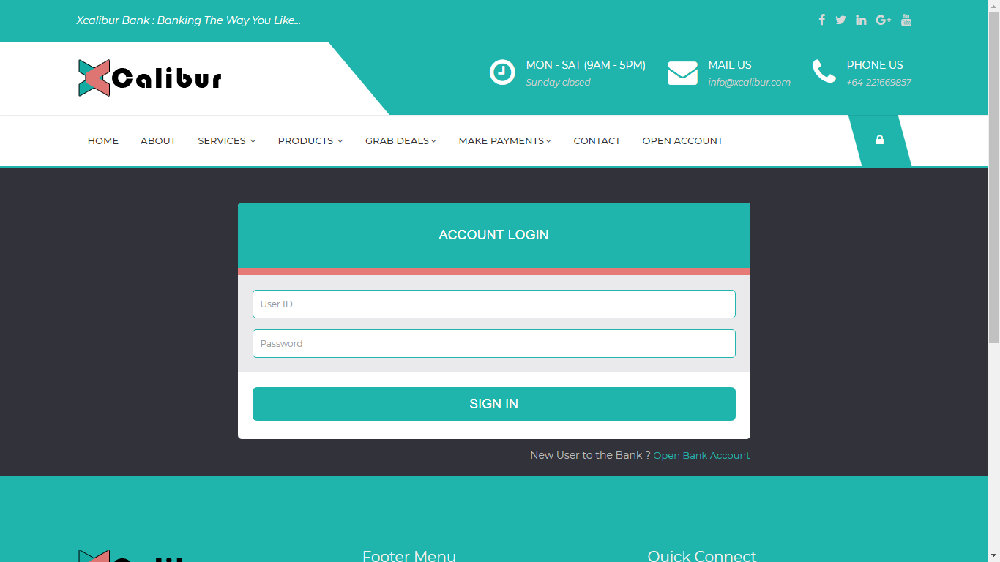 Xcalibur Bank : Banking The Way You Like...
You Tube
XCalibur
MON - SAT (9AM - 5PM)
Sunday closed
MAIL US
info@xcalibur.com
PHONE US
+64-221669857
HOME ABOUT SERVICES PRODUCTS GRAB DEALS MAKE PAYMENTS CONTACT OPEN ACCOUNT
ACCOUNT LOGIN
User ID
Password
SIGN IN
New User to the Bank ? Open Bank Account
Footer Menu
Quick Connect